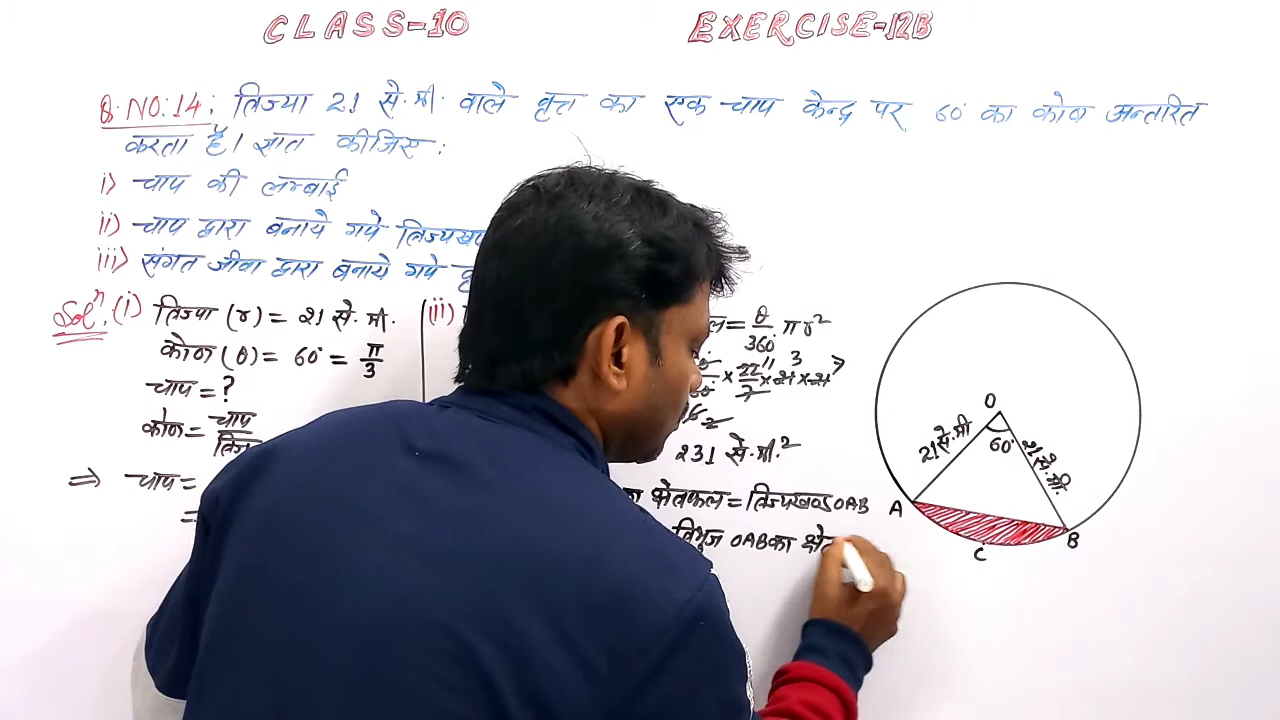 CLASS-10 EXERCISE-12B
Q.NO.14: त्रिज्या 21 से.मी. वाले वृत्त का एक चाप केन्द्र पर 60° का कोण अन्तरित
करता है। ज्ञात कीजिए:
i) चाप की लम्बाई
ii) चाप द्वारा बनाये गये
iii) संगत जीवा द्वारा बनाये गये
Solⁿ. (i) त्रिज्या (r) = 21 से.मी.
कोण (θ) = 60° = π/3
चाप = ?
कोण = चाप/
⇒ चाप =
=
(ii)
= θ/360° πr²
× 22/7 × 21 × 21
231 से.मी.²
क्षेत्रफल = त्रिज्यखण्ड OAB
त्रिभुज OAB का
O
21 से.मी
60°
21 से.मी.
A
B
C